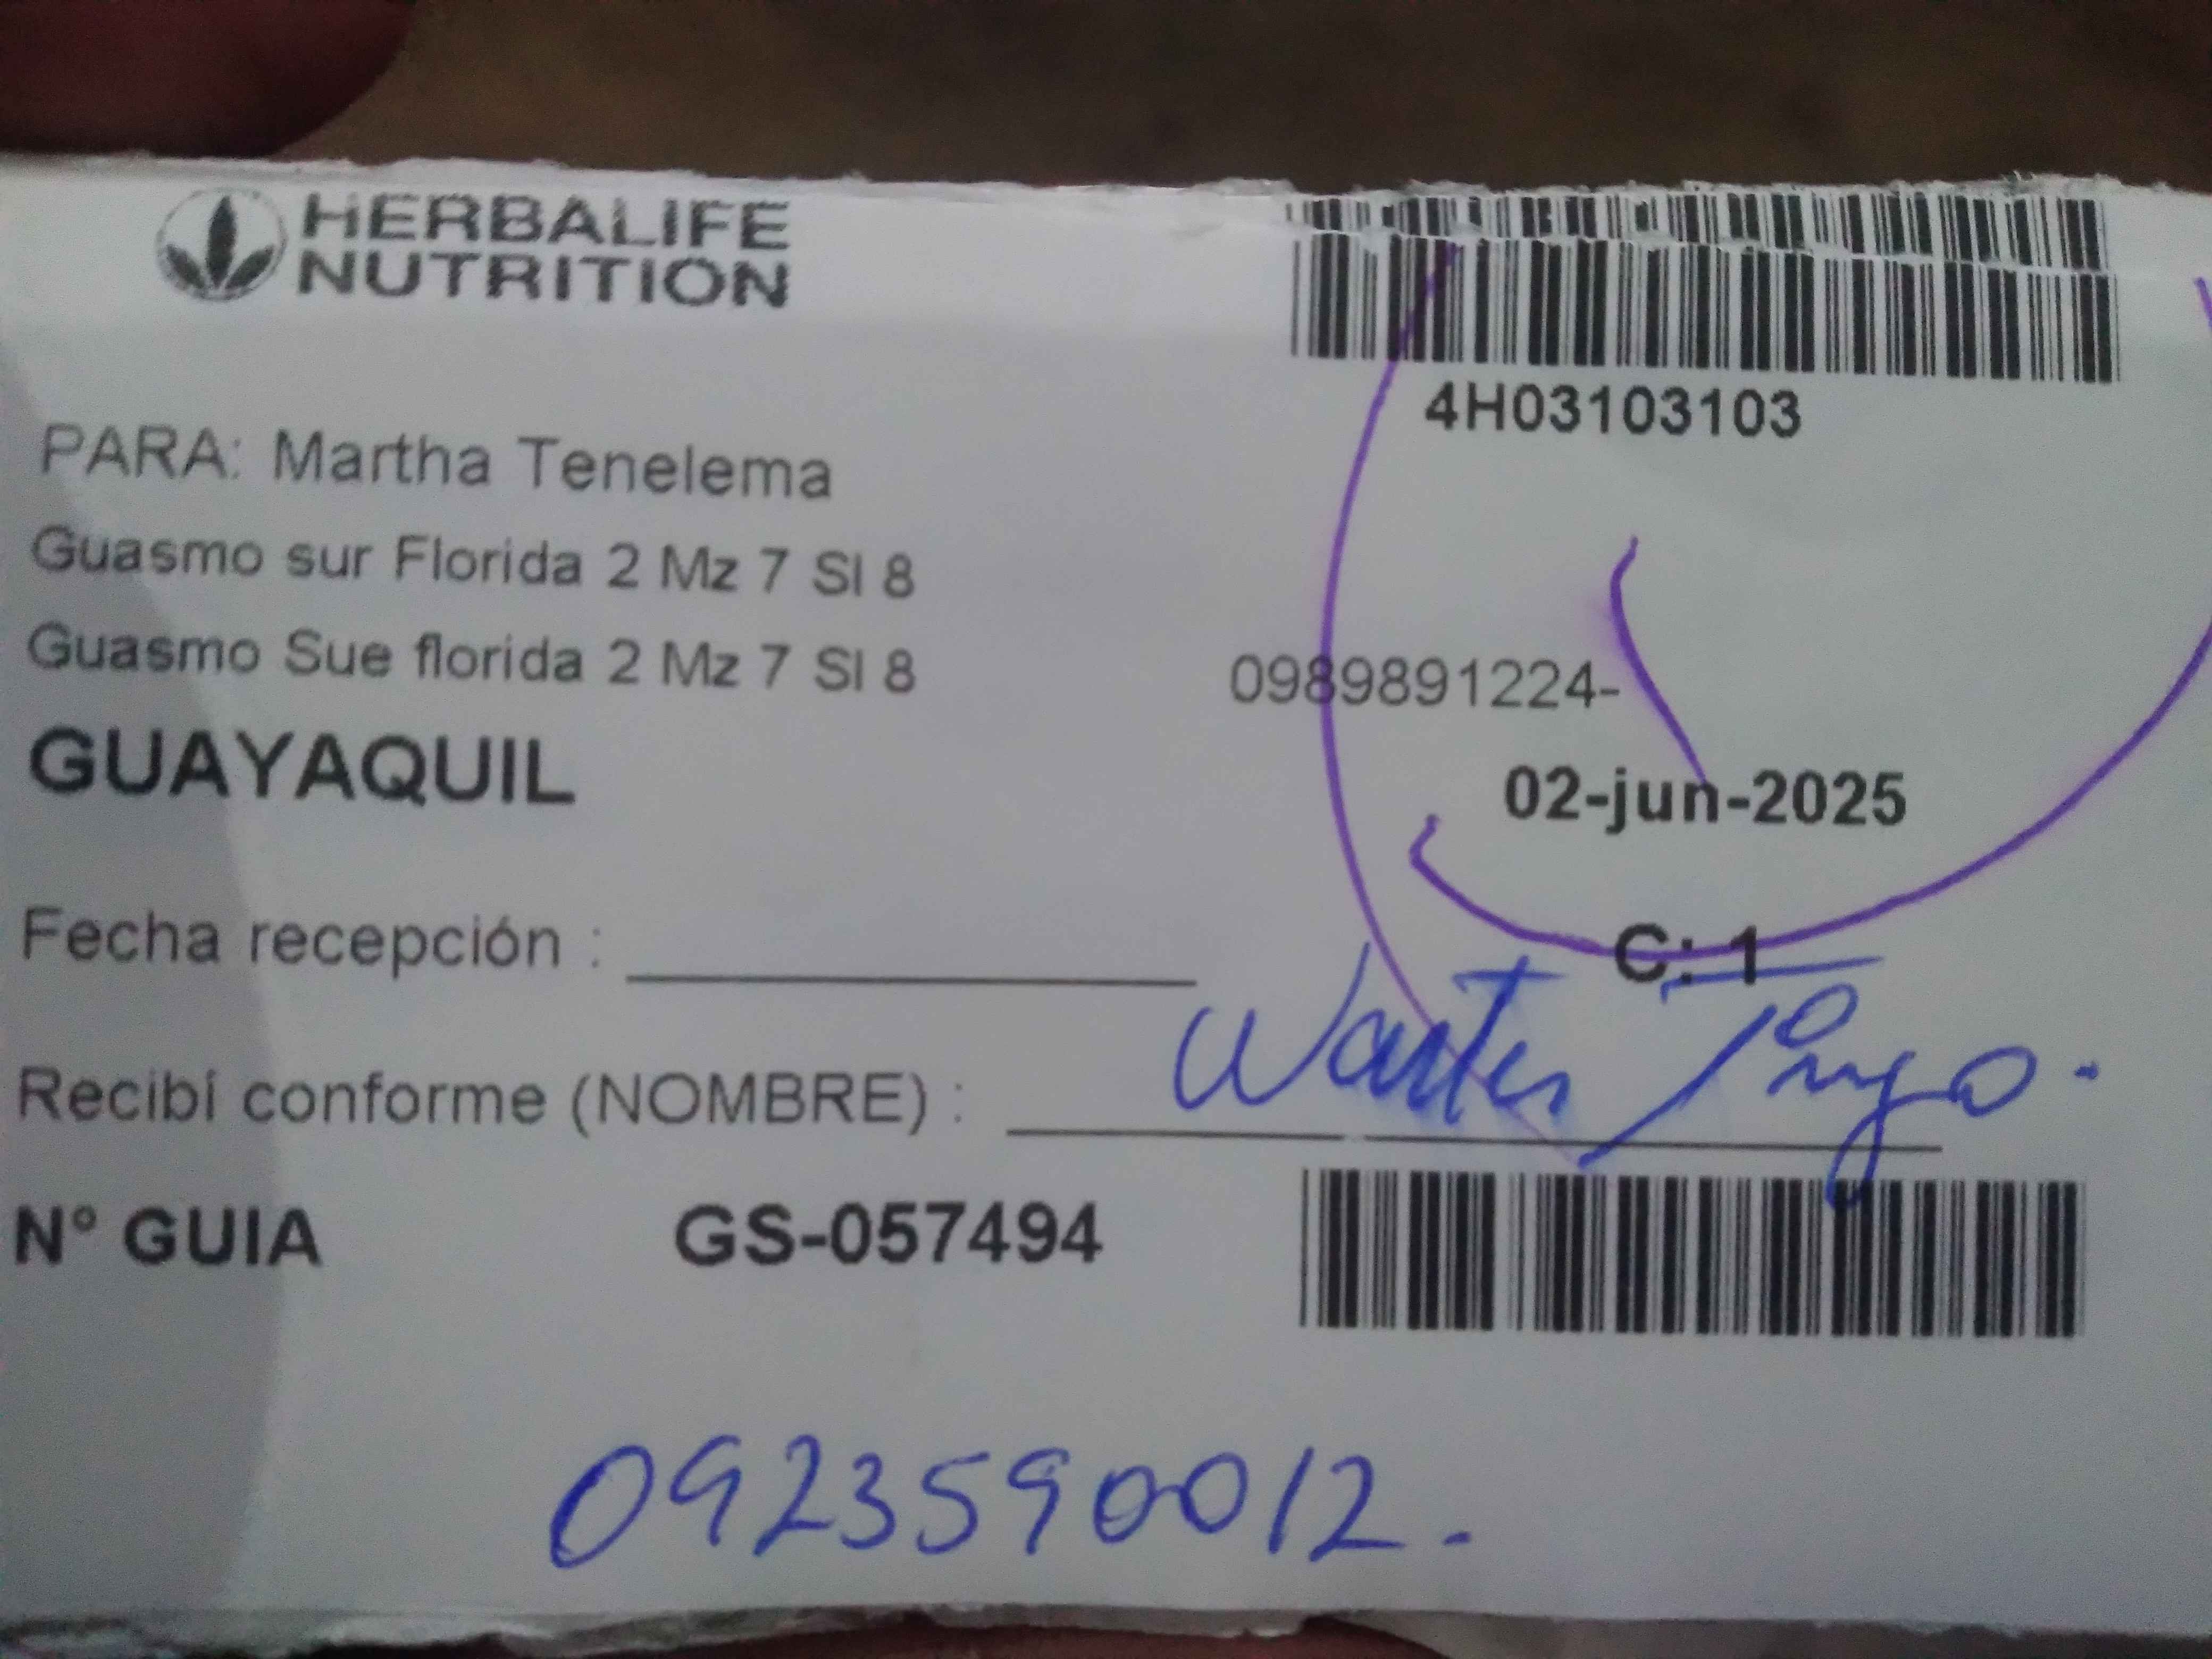 HERBALIFE
NUTRITION
4H03103103
PARA: Martha Tenelema
Guasmo sur Florida 2 Mz 7 Sl 8
Guasmo Sue florida 2 Mz 7 Sl 8
0989891224-
GUAYAQUIL
02-jun-2025
C: 1
Fecha recepción :
Recibí conforme (NOMBRE) :
N° GUIA GS-057494
0923590012.